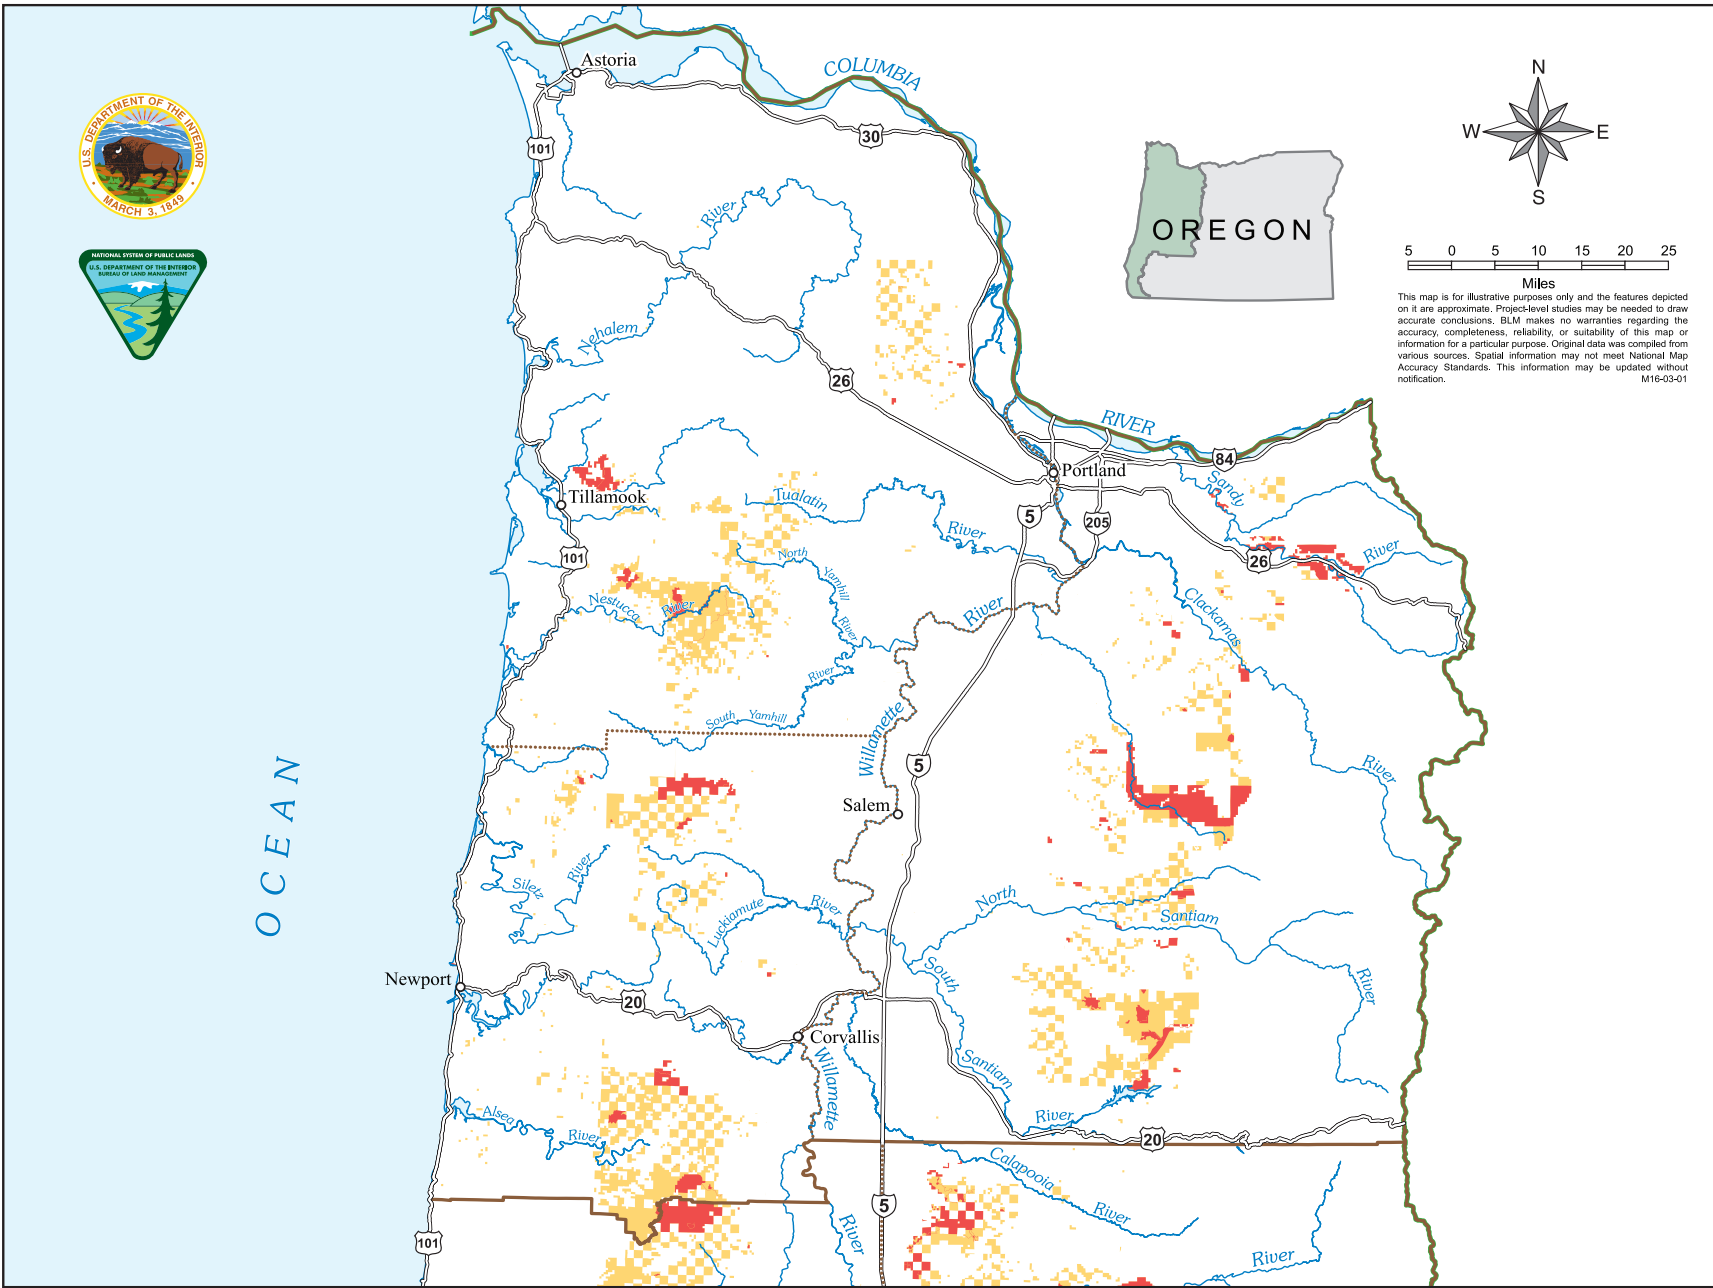 Astoria
COLUMBIA
N
W
E
S
U.S. DEPARTMENT OF THE INTERIOR
MARCH 3, 1849
101
30
River
OREGON
NATIONAL SYSTEM OF PUBLIC LANDS
U.S. DEPARTMENT OF THE INTERIOR
BUREAU OF LAND MANAGEMENT
5 0 5 10 15 20 25
Miles
This map is for illustrative purposes only and the features depicted
on it are approximate. Project-level studies may be needed to draw
accurate conclusions. BLM makes no warranties regarding the
accuracy, completeness, reliability, or suitability of this map or
information for a particular purpose. Original data was compiled from
various sources. Spatial information may not meet National Map
Accuracy Standards. This information may be updated without
notification.
M16-03-01
Nehalem
26
RIVER
84
Portland
Sandy
Tillamook
Tualatin
River
5
205
101
North
Yamhill
River
26
River
Nestucca
River
River
Clackamas
River
South Yamhill
Willamette
OCEAN
5
River
Salem
Siletz
River
Luckiamute
River
North
Santiam
River
Newport
20
South
Corvallis
Santiam
River
Willamette
Alsea
River
20
Calapooia
River
5
101
River
River